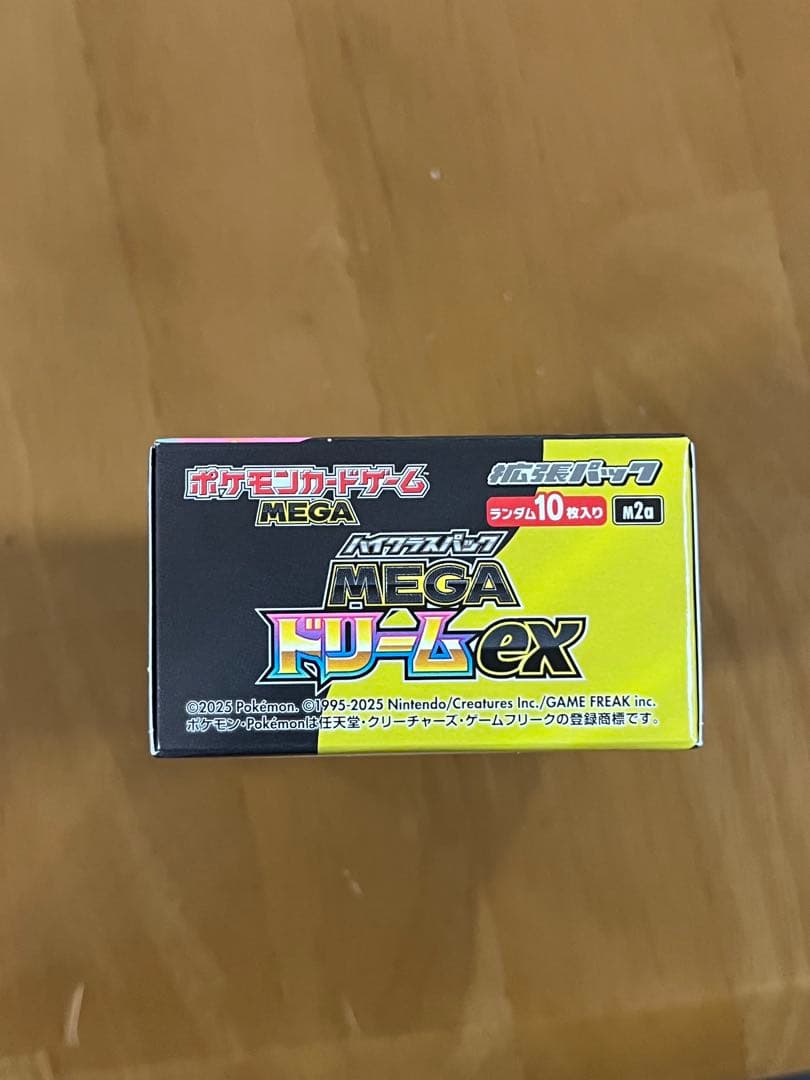 ポケモンカードゲーム
MEGA
拡張パック
ランダム10枚入り M2a
ハイクラスパック
MEGA
ドリームex
©2025 Pokémon. ©1995-2025 Nintendo/Creatures Inc./GAME FREAK inc.
ポケモン・Pokémonは任天堂・クリーチャーズ・ゲームフリークの登録商標です。